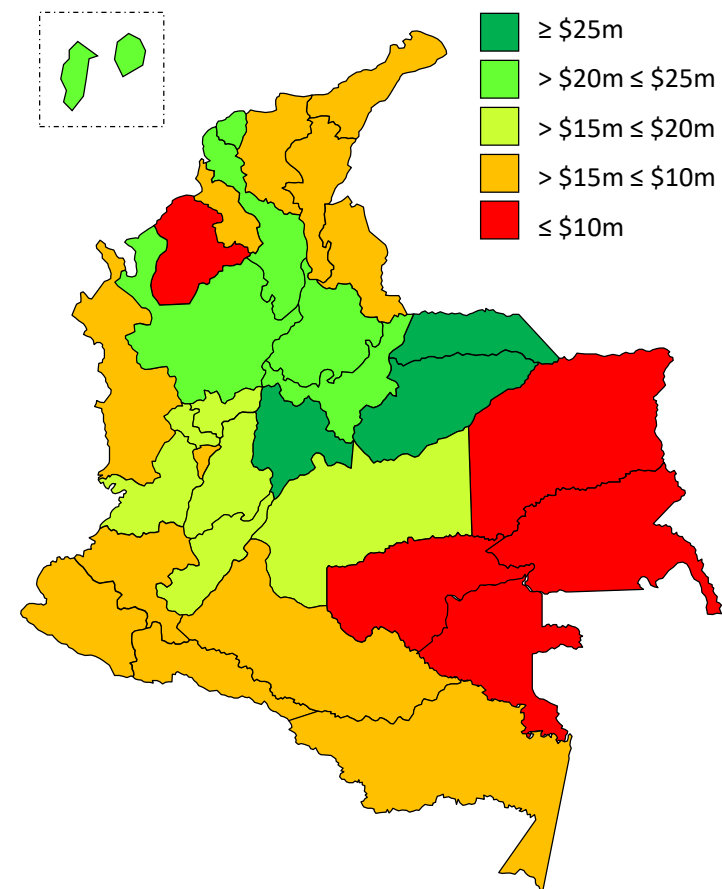 ≥ $25m
> $20m ≤ $25m
> $15m ≤ $20m
> $15m ≤ $10m
≤ $10m